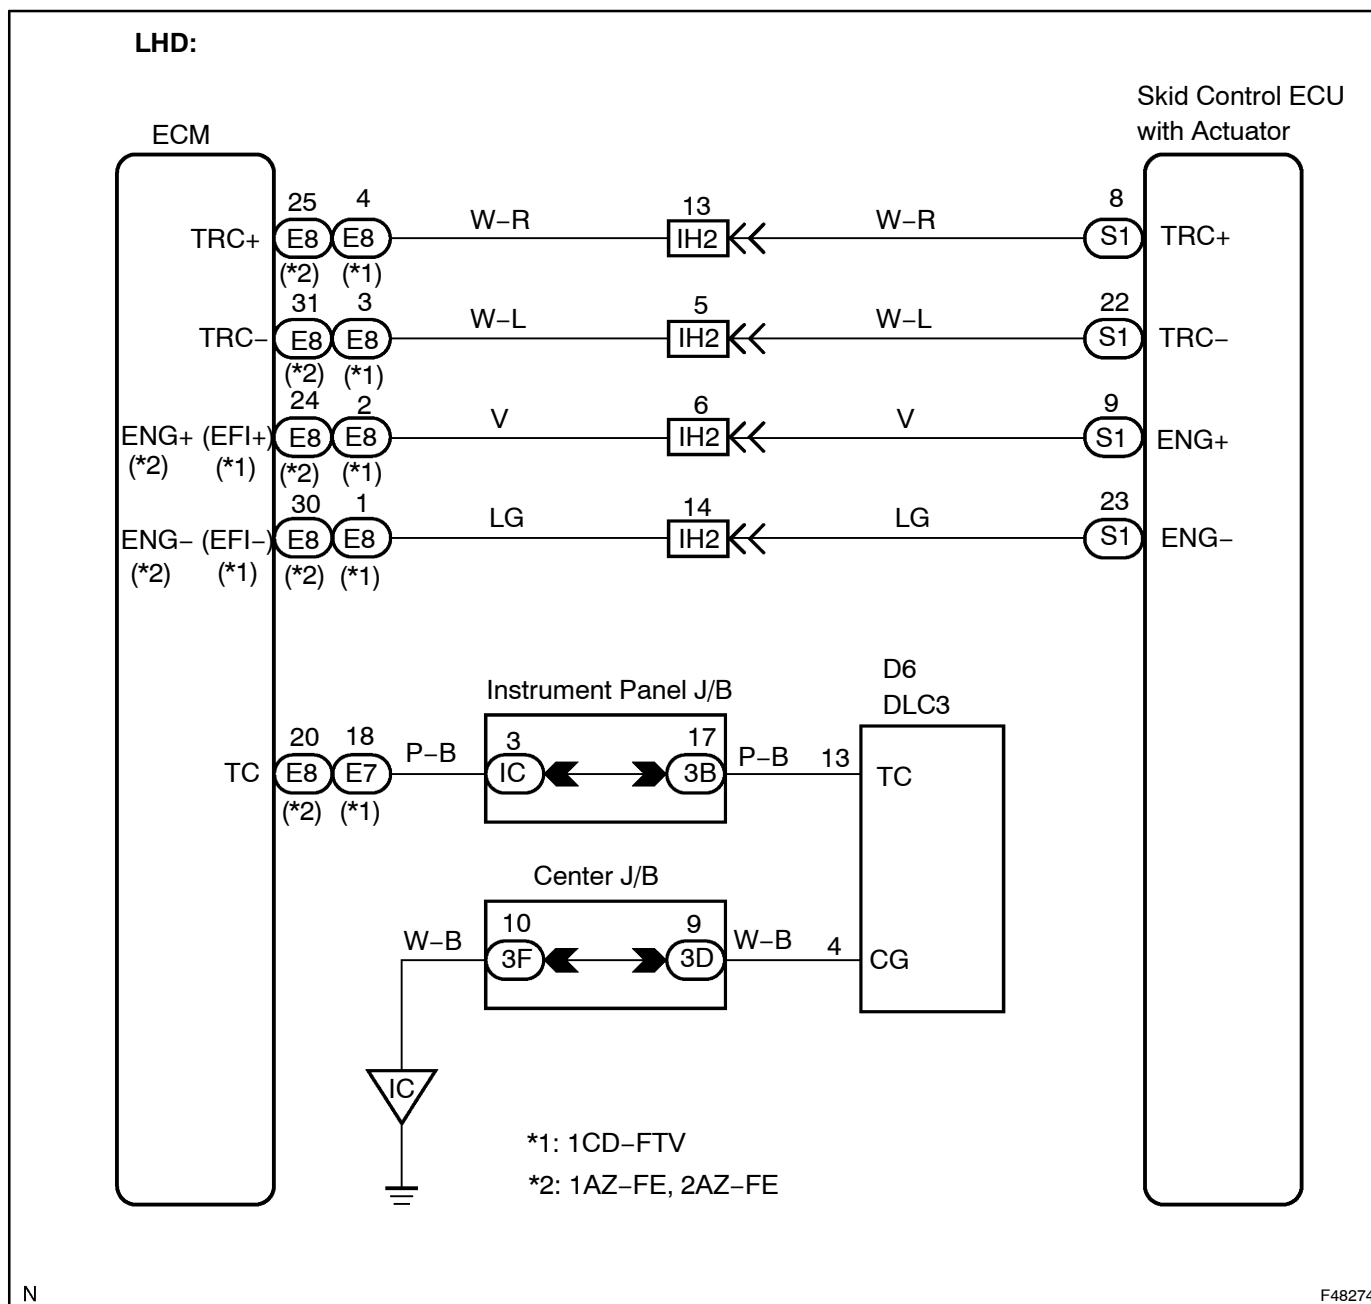 LHD:
Skid Control ECU
with Actuator
ECM
25 4 13 8
TRC+ E8 E8 W–R IH2 W–R S1 TRC+
(*2) (*1)
31 3 5 22
TRC– E8 E8 W–L IH2 W–L S1 TRC–
(*2) (*1)
24 2 6 9
ENG+ (EFI+) E8 E8 V IH2 V S1 ENG+
(*2) (*1) (*2) (*1)
30 1 14 23
ENG– (EFI–) E8 E8 LG IH2 LG S1 ENG–
(*2) (*1) (*2) (*1)
D6
DLC3
Instrument Panel J/B
20 18 3 17
TC E8 E7 P–B IC 3B P–B 13 TC
(*2) (*1)
Center J/B
10 9
W–B 3F 3D W–B 4 CG
IC
*1: 1CD–FTV
*2: 1AZ–FE, 2AZ–FE
N F48274